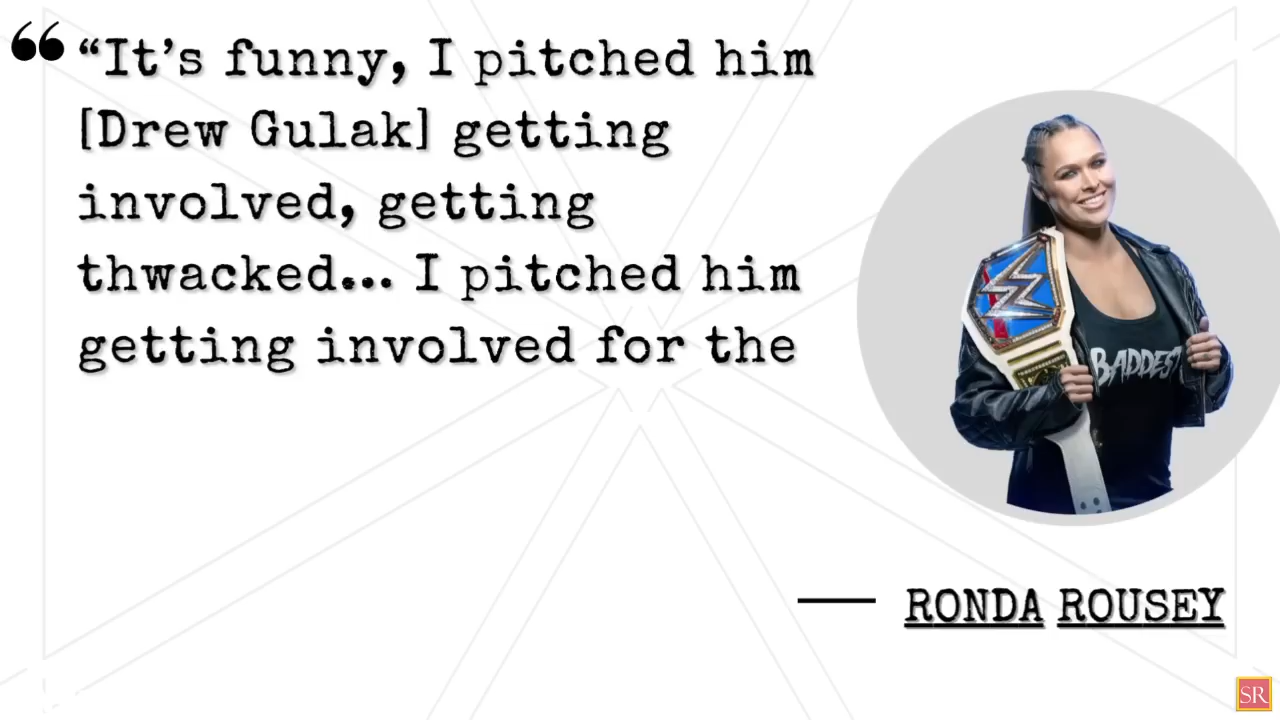 “It’s funny, I pitched him
[Drew Gulak] getting
involved, getting
thwacked... I pitched him
getting involved for the
BADDEST
RONDA ROUSEY
SR